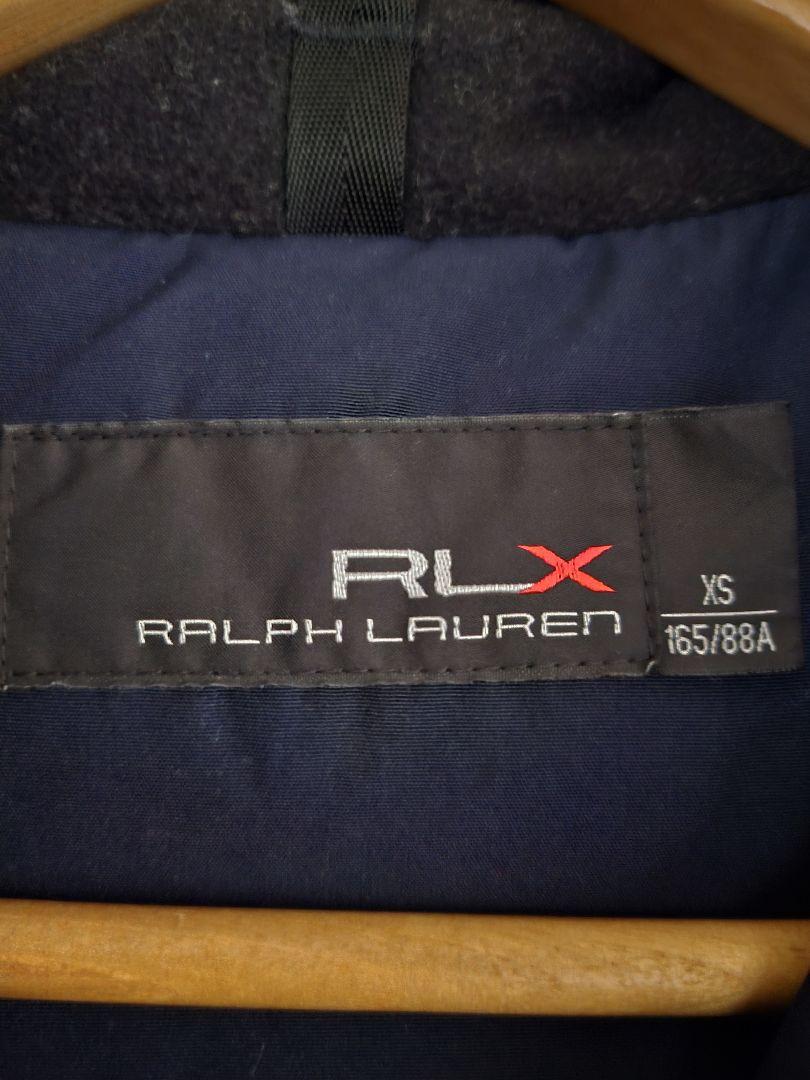 RLX
RALPH LAUREN
XS
165/88A